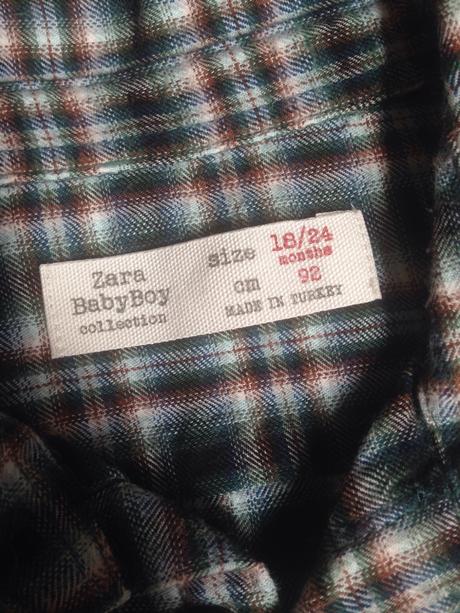 Zara
BabyBoy
collection
size 18/24
months
cm 92
MADE IN TURKEY